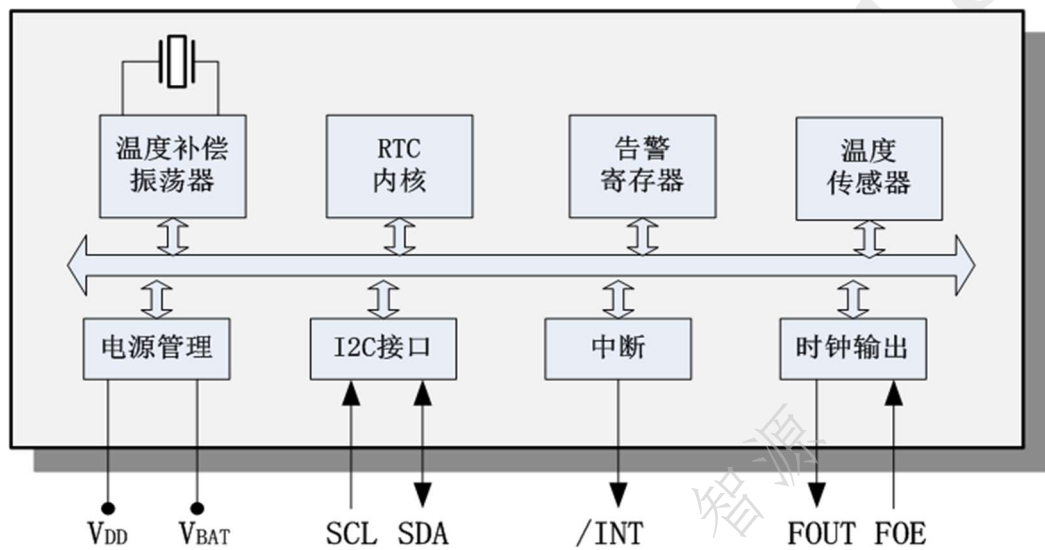 温度补偿
振荡器
RTC
内核
告警
寄存器
温度
传感器
电源管理
I2C接口
中断
时钟输出
VDD
VBAT
SCL
SDA
/INT
FOUT
FOE
智源